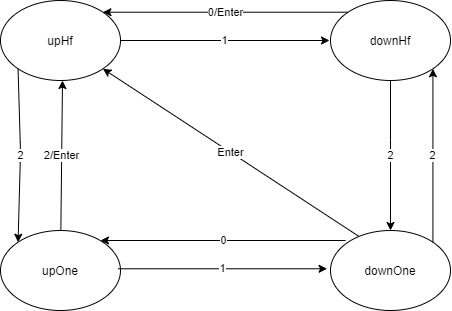 0/Enter
upHf
1
downHf
2
2/Enter
Enter
2
2
0
upOne
1
downOne